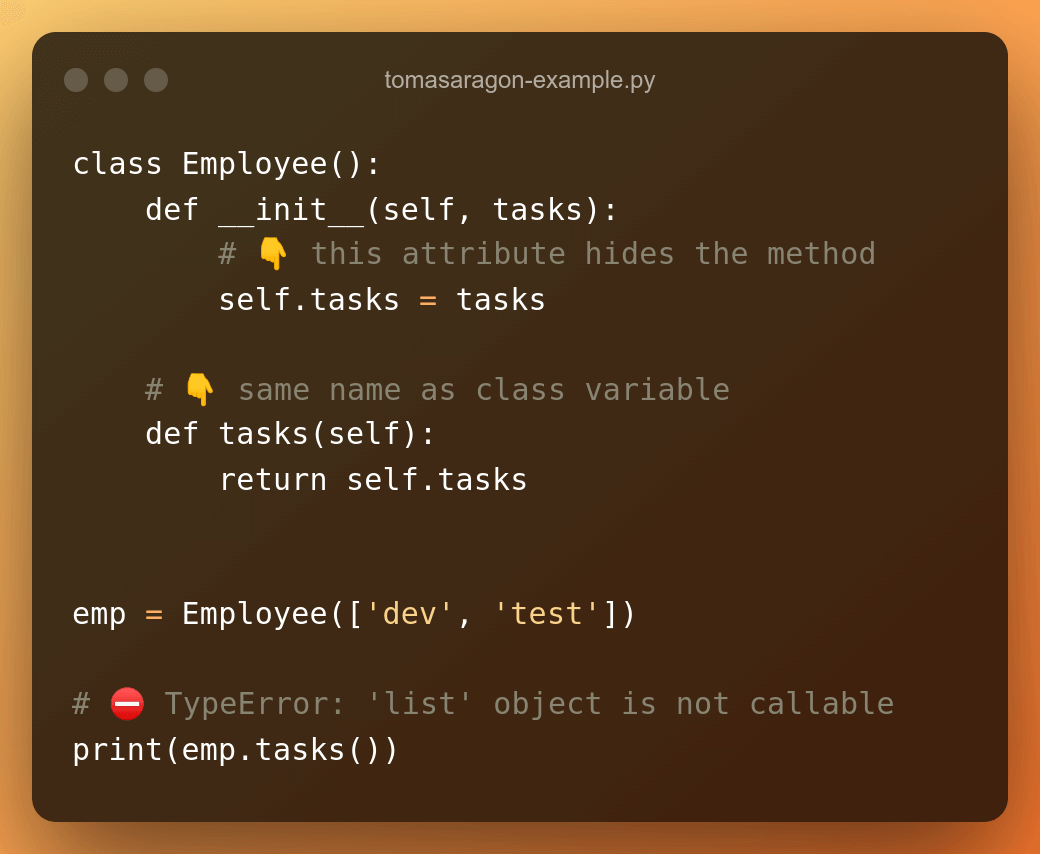 tomasaragon-example.py
class Employee():
    def __init__(self, tasks):
        # 👇 this attribute hides the method
        self.tasks = tasks
    # 👇 same name as class variable
    def tasks(self):
        return self.tasks
emp = Employee(['dev', 'test'])
# ⛔ TypeError: 'list' object is not callable
print(emp.tasks())